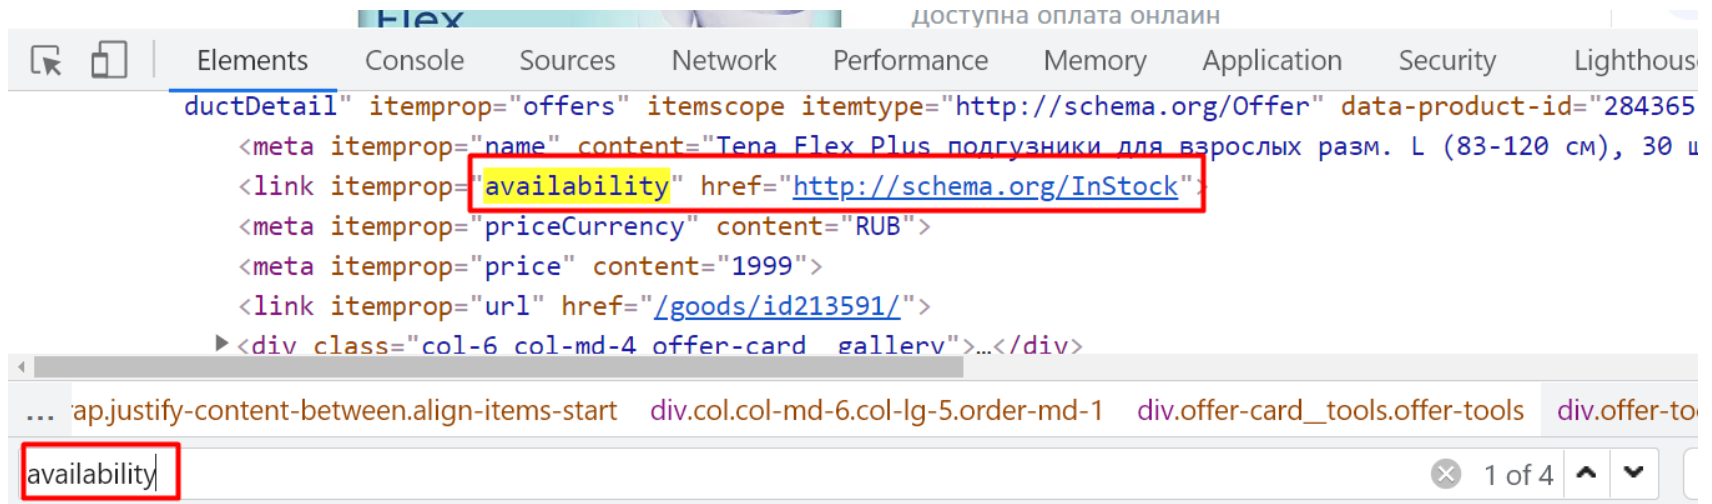 Flex
Доступна оплата онлайн
Elements Console Sources Network Performance Memory Application Security Lighthous
ductDetail" itemprop="offers" itemscope itemtype="http://schema.org/Offer" data-product-id="284365
<meta itemprop="name" content="Tena Flex Plus подгузники для взрослых разм. L (83-120 см), 30 ш
<link itemprop="availability" href="http://schema.org/InStock">
<meta itemprop="priceCurrency" content="RUB">
<meta itemprop="price" content="1999">
<link itemprop="url" href="/goods/id213591/">
▶<div class="col-6 col-md-4 offer-card__gallery">…</div>
... rap.justify-content-between.align-items-start div.col.col-md-6.col-lg-5.order-md-1 div.offer-card__tools.offer-tools div.offer-to
availability 1 of 4